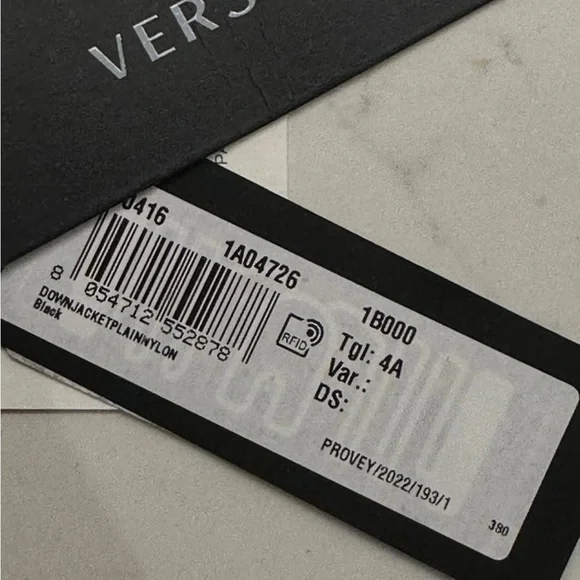 VERS
0416 1A04726 1B000
8 054712 552878
DOWNJACKETPLAINNYLON
Black
RFID
Tgl: 4A
Var.:
DS:
PROVEY/2022/193/1
380